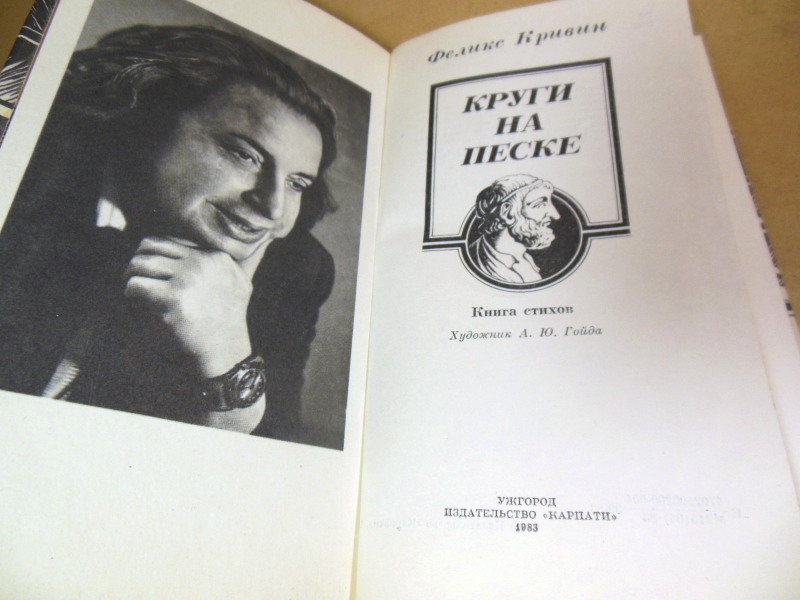 Феликс Кривин
КРУГИ
НА
ПЕСКЕ
Книга стихов
Художник А. Ю. Гойда
УЖГОРОД
ИЗДАТЕЛЬСТВО «КАРПАТИ»
1983